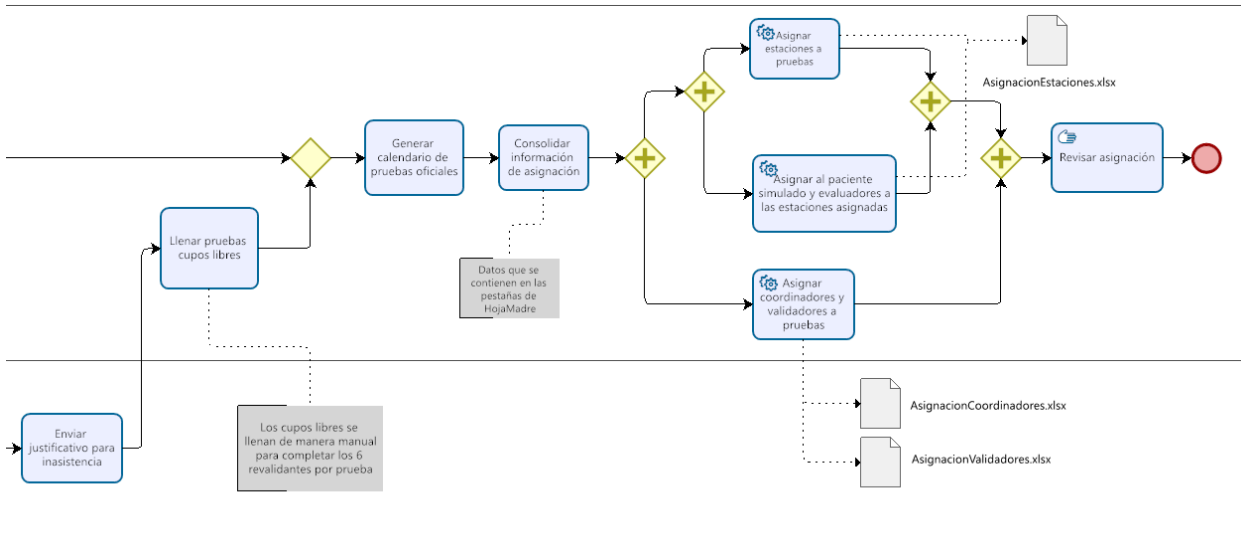 Asignar
estaciones a
pruebas
AsignacionEstaciones.xlsx
Generar
calendario de
pruebas oficiales
Consolidar
información
de asignación
Revisar asignación
Asignar al paciente
simulado y evaluadores a
las estaciones asignadas
Llenar pruebas
cupos libres
Datos que se
contienen en las
pestañas de
HojaMadre
Asignar
coordinadores y
validadores a
pruebas
Enviar
justificativo para
inasistencia
Los cupos libres se
llenan de manera manual
para completar los 6
revalidantes por prueba
AsignacionCoordinadores.xlsx
AsignacionValidadores.xlsx